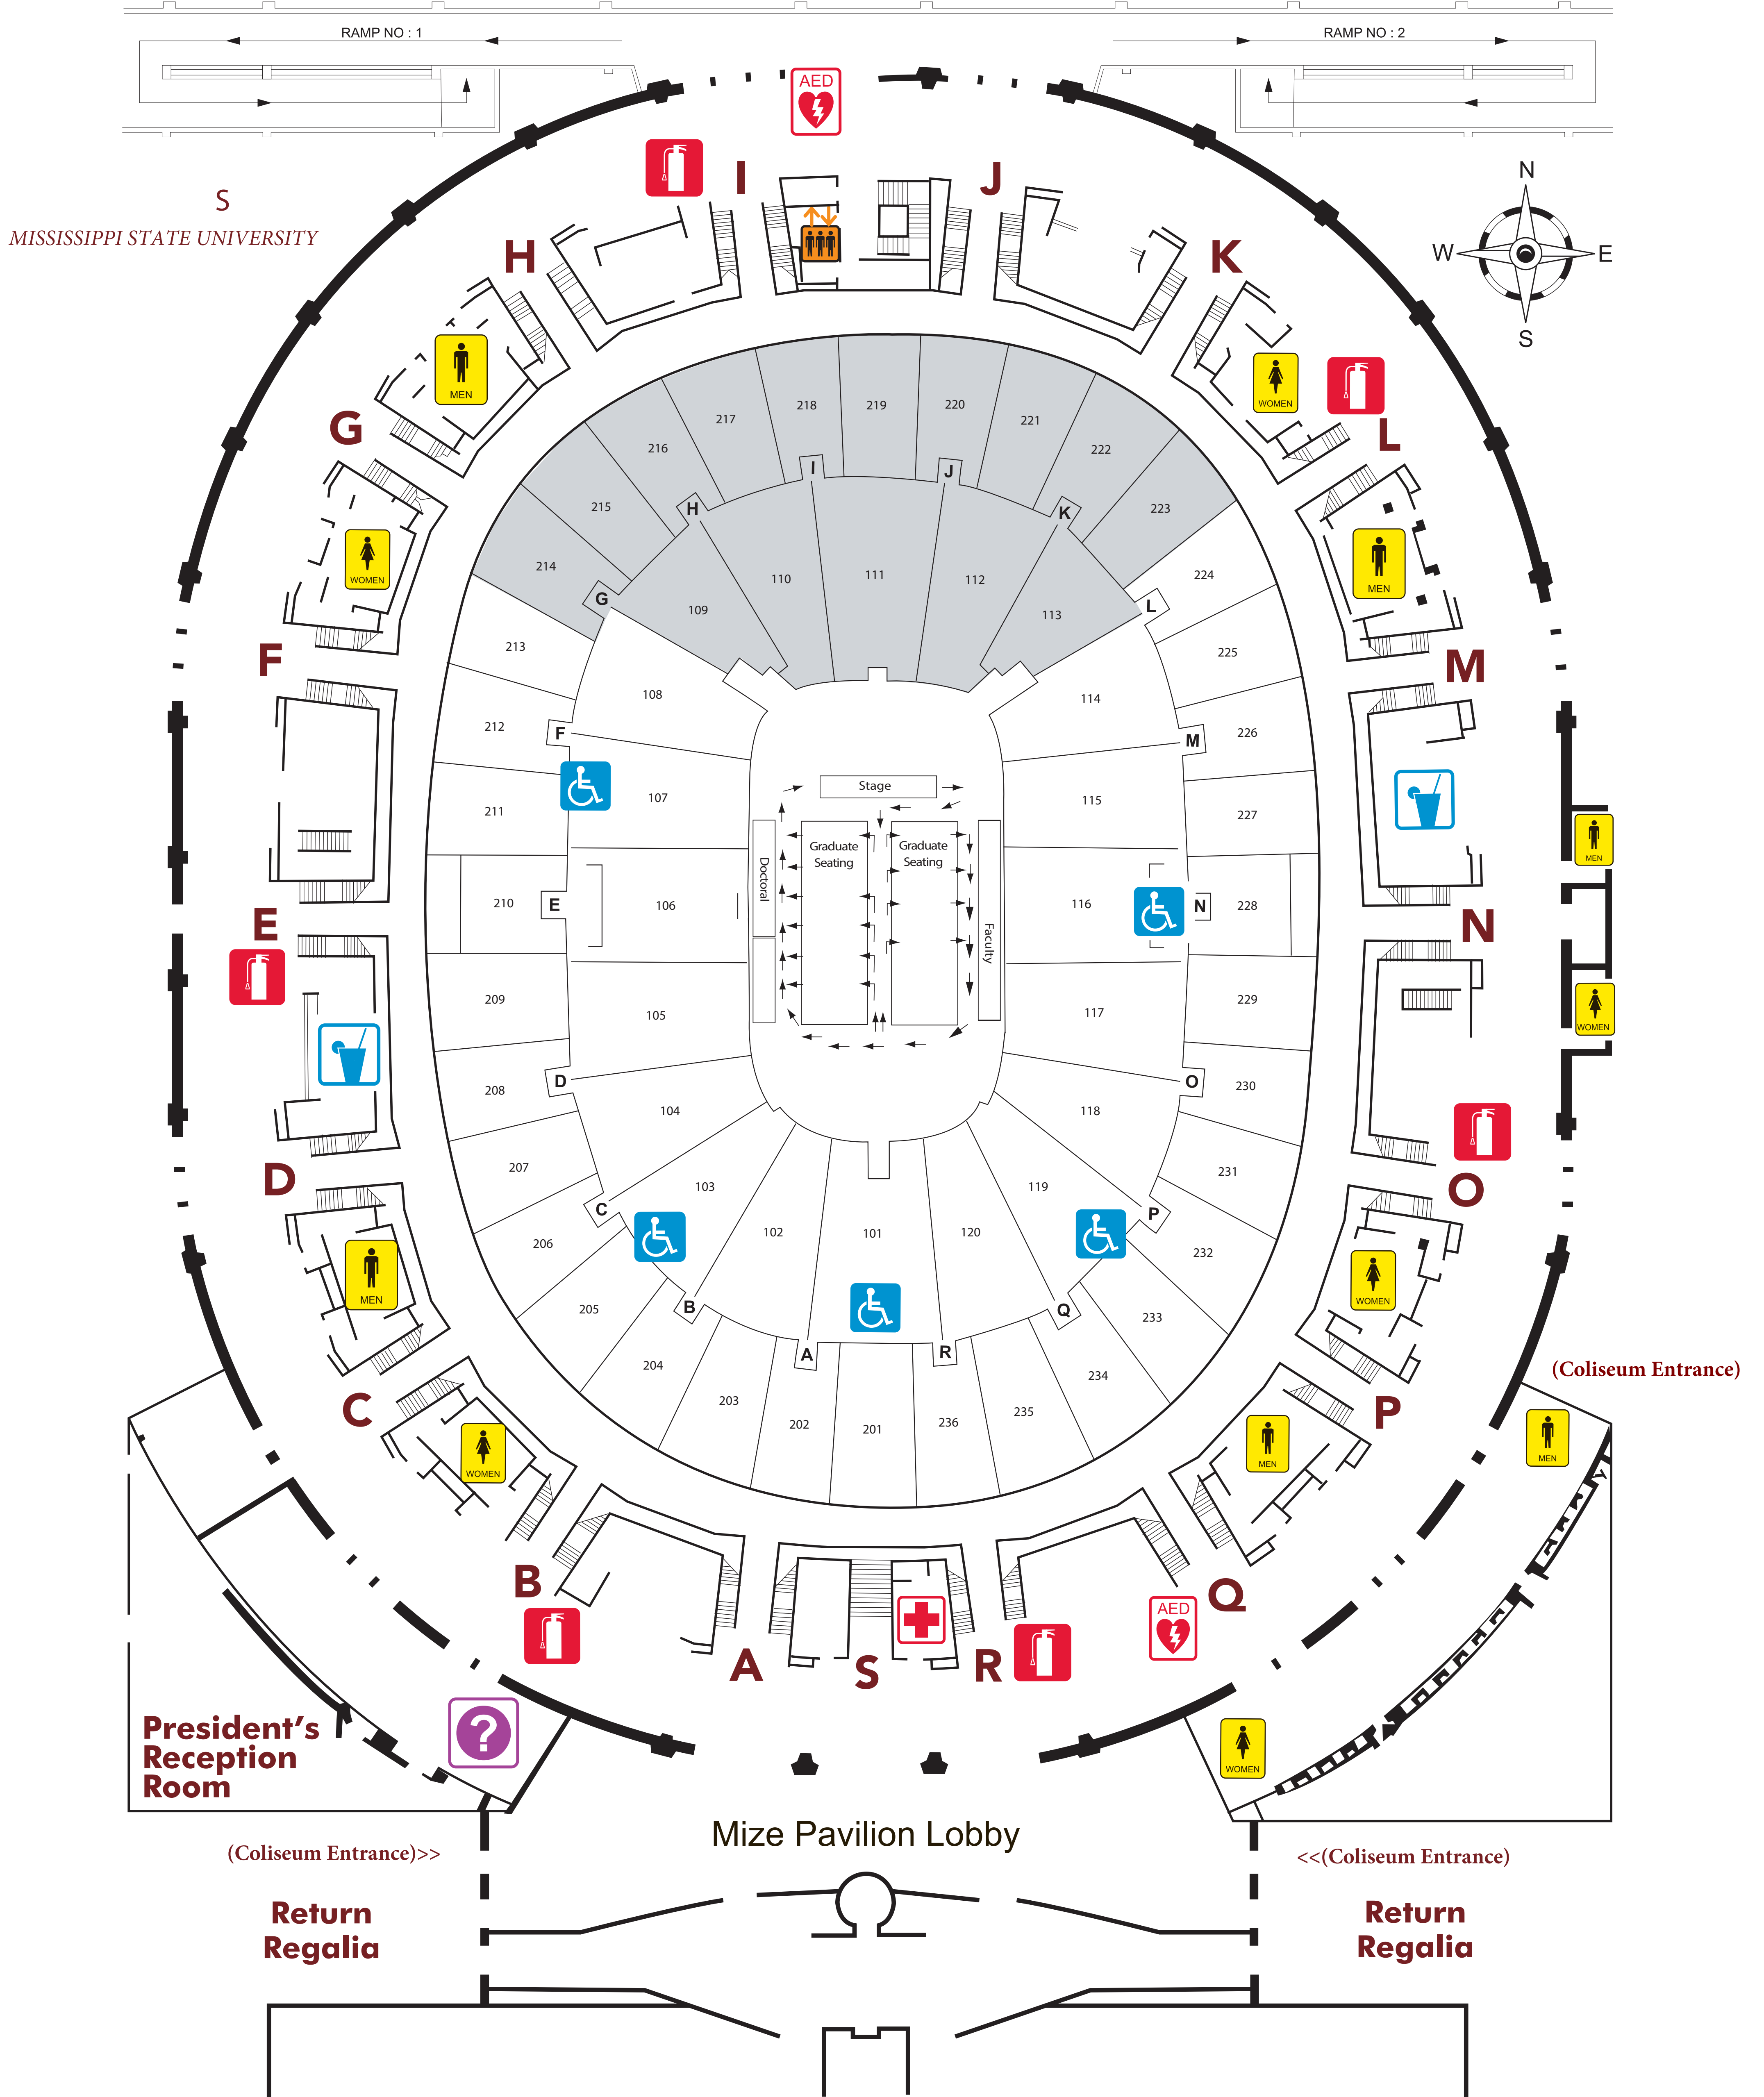 RAMP NO : 1
RAMP NO : 2
AED
S
MISSISSIPPI STATE UNIVERSITY
I
J
H
K
N
W
E
S
MEN
WOMEN
G
L
WOMEN
MEN
F
M
217
218
219
220
221
216
222
215
223
214
224
213
225
212
226
211
227
210
228
209
229
208
230
207
231
206
232
205
233
204
234
203
235
202
201
236
I
J
H
K
G
L
F
M
E
N
D
O
C
P
B
Q
A
R
110
111
112
109
113
108
114
107
115
106
116
105
117
104
118
103
119
102
101
120
Stage
Graduate
Seating
Graduate
Seating
Doctoral
Faculty
MEN
E
N
WOMEN
D
O
MEN
WOMEN
(Coliseum Entrance)
C
P
WOMEN
MEN
MEN
B
Q
AED
A
S
R
President's
Reception
Room
?
WOMEN
Mize Pavilion Lobby
(Coliseum Entrance)>>
<<(Coliseum Entrance)
Return
Regalia
Return
Regalia